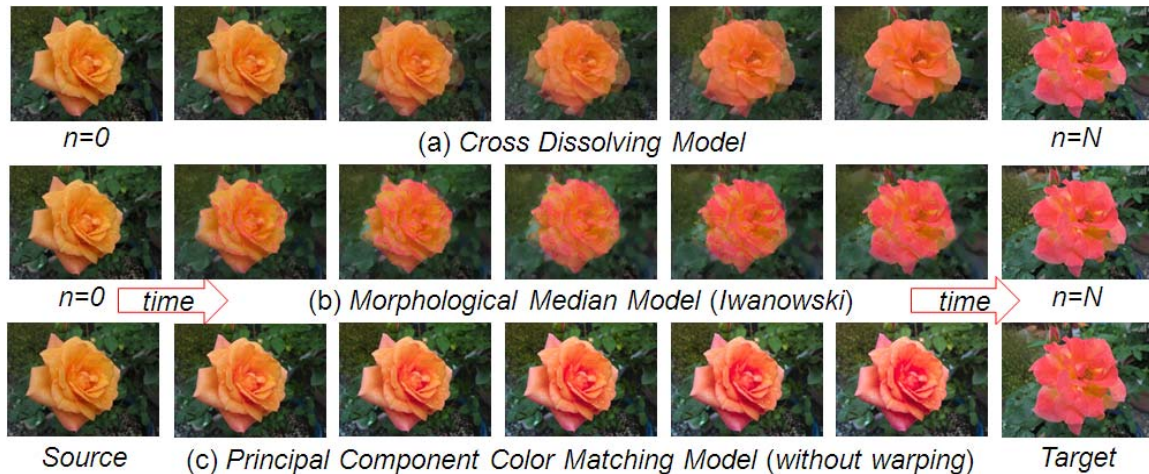 n=0 (a) Cross Dissolving Model n=N
n=0 time (b) Morphological Median Model (Iwanowski) time n=N
Source (c) Principal Component Color Matching Model (without warping) Target